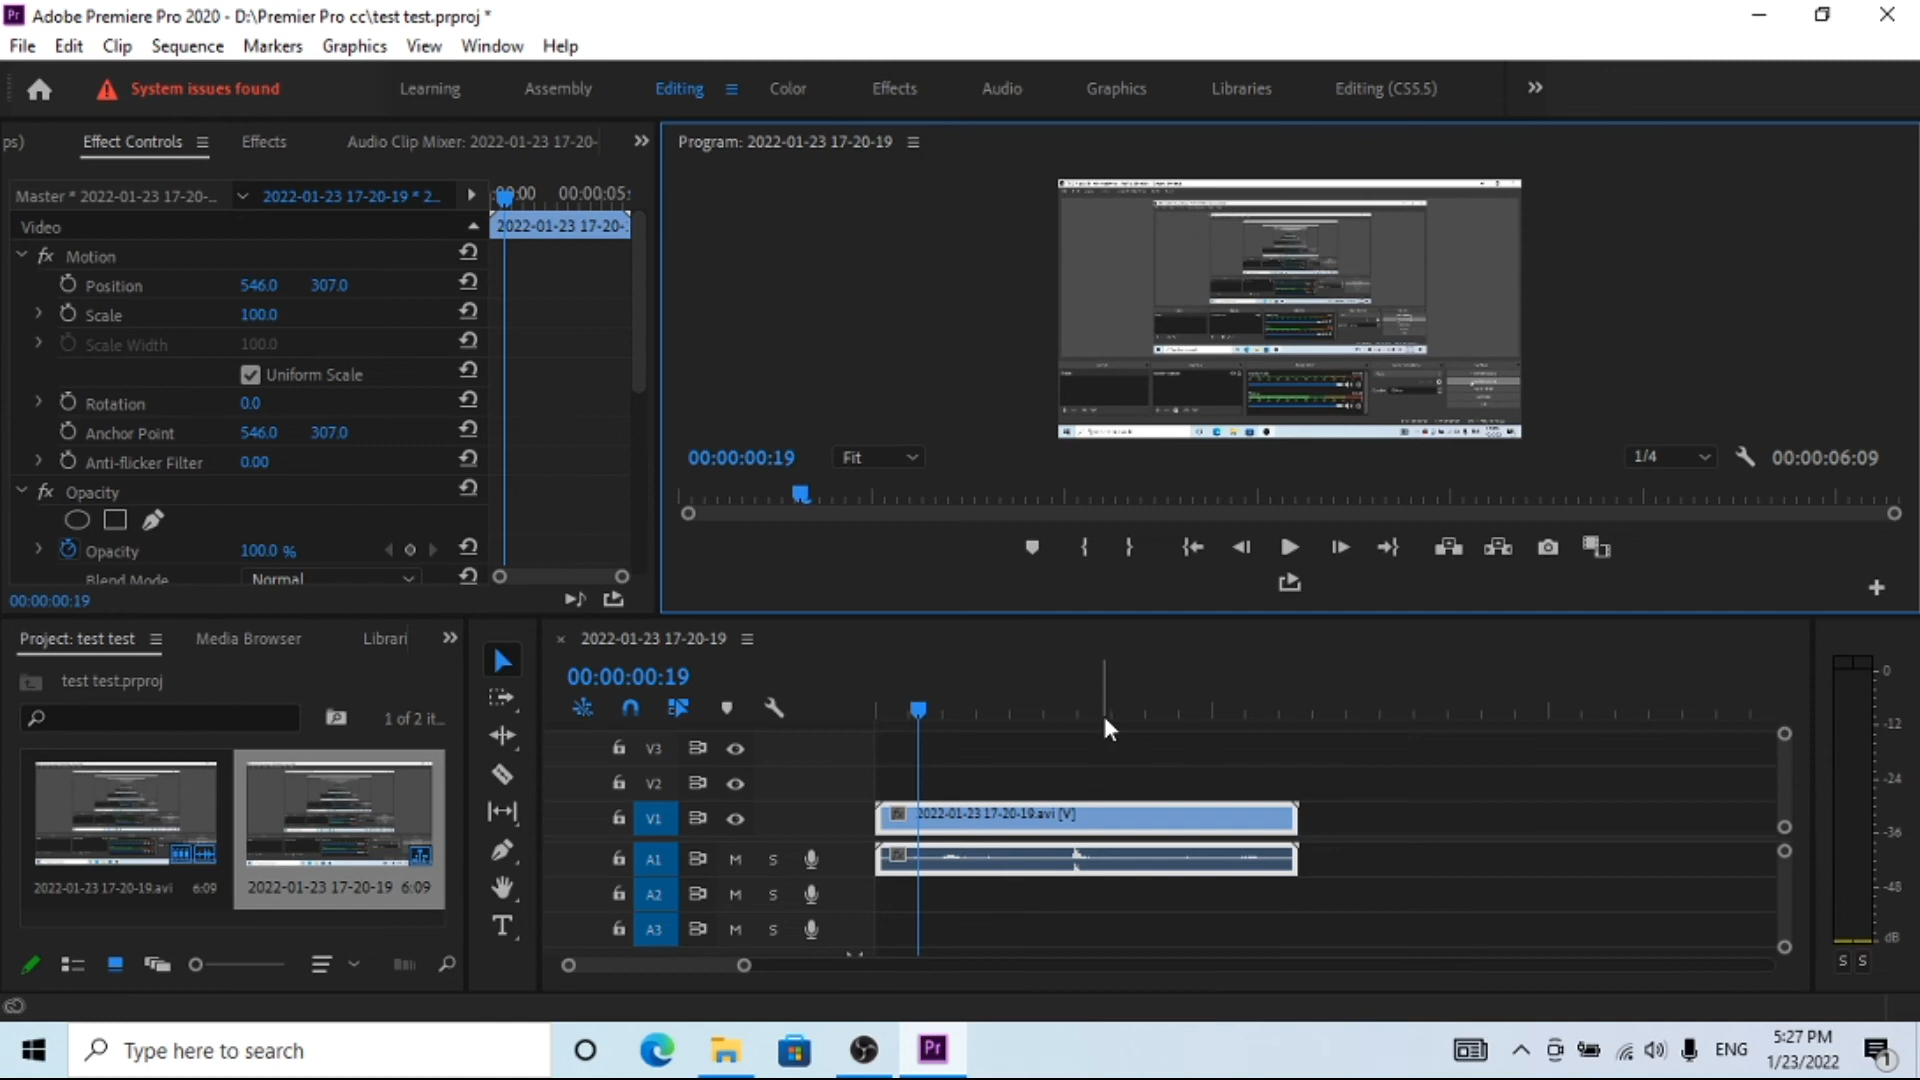 Adobe Premiere Pro 2020 - D:\Premier Pro cc\test test.prproj *
File Edit Clip Sequence Markers Graphics View Window Help
System issues found Learning Assembly Editing Color Effects Audio Graphics Libraries Editing (CS5.5)
ps) Effect Controls Effects Audio Clip Mixer: 2022-01-23 17-20- Program: 2022-01-23 17-20-19
Master * 2022-01-23 17-20-... 2022-01-23 17-20-19 * 2... :00:00 00:00:05:
Video 2022-01-23 17-20-
fx Motion
Position 546.0 307.0
Scale 100.0
Scale Width 100.0
Uniform Scale
Rotation 0.0
Anchor Point 546.0 307.0
Anti-flicker Filter 0.00
fx Opacity
Opacity 100.0 %
Blend Mode Normal
00:00:00:19
00:00:00:19 Fit 1/4 00:00:06:09
Project: test test Media Browser Librari
test test.prproj
1 of 2 it...
2022-01-23 17-20-19.avi 6:09
2022-01-23 17-20-19 6:09
× 2022-01-23 17-20-19
00:00:00:19
V3
V2
V1 2022-01-23 17-20-19.avi [V]
A1 M S
A2 M S
A3 M S
T
0
-12
-24
-36
-48
dB
S S
Type here to search Pr ENG 5:27 PM
1/23/2022 1